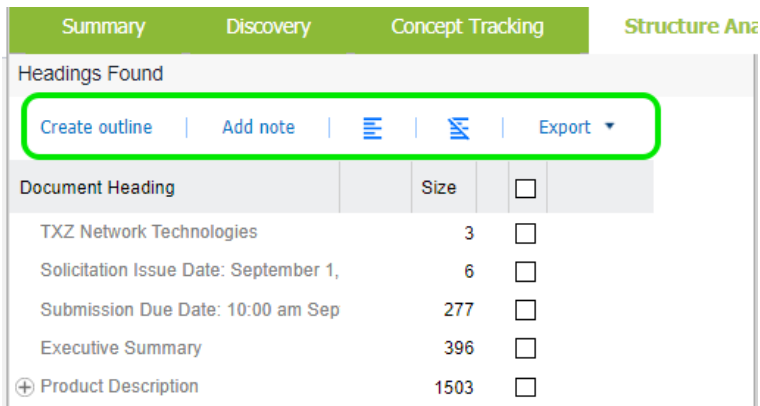 Summary Discovery Concept Tracking Structure Ana
Headings Found
Create outline Add note Export
Document Heading Size
TXZ Network Technologies 3
Solicitation Issue Date: September 1, 6
Submission Due Date: 10:00 am Sep 277
Executive Summary 396
Product Description 1503